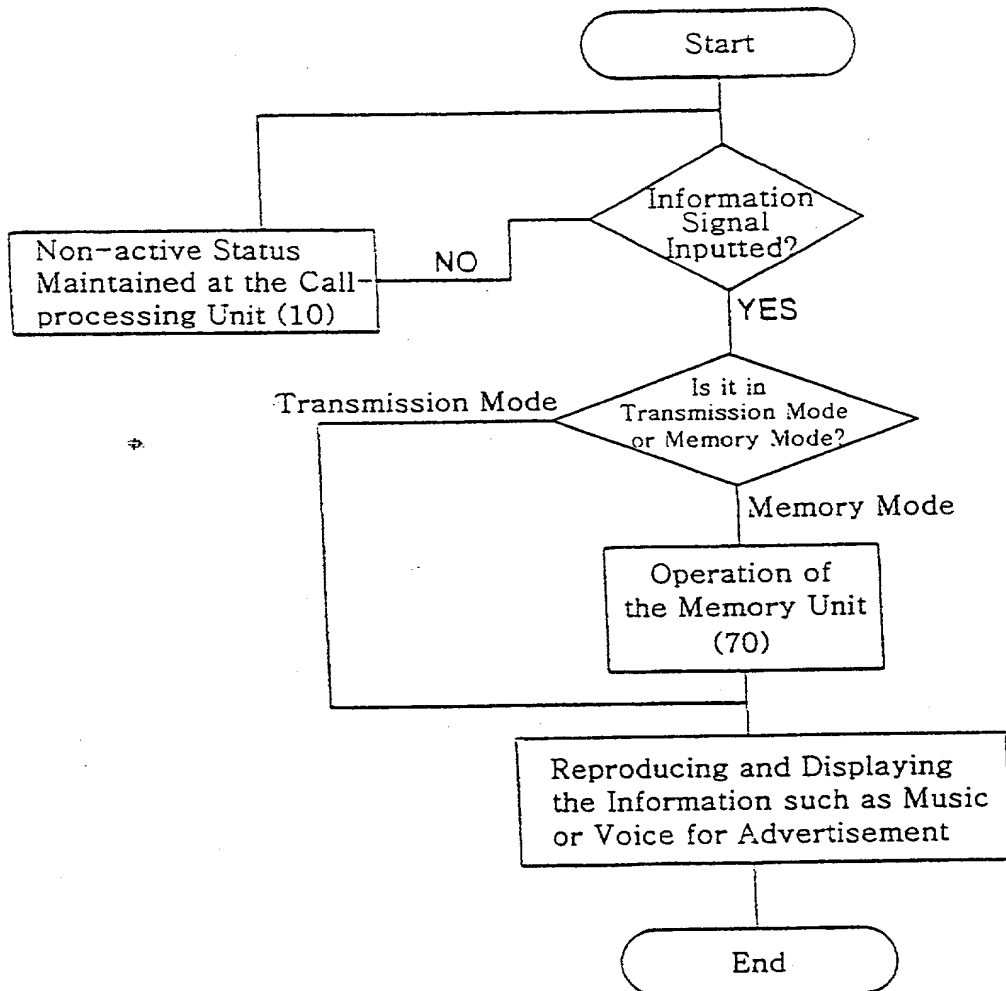 Start
Information
Signal
Inputted?
Non-active Status
Maintained at the Call-
processing Unit (10)
NO
YES
Is it in
Transmission Mode
or Memory Mode?
Transmission Mode
Memory Mode
Operation of
the Memory Unit
(70)
Reproducing and Displaying
the Information such as Music
or Voice for Advertisement
End